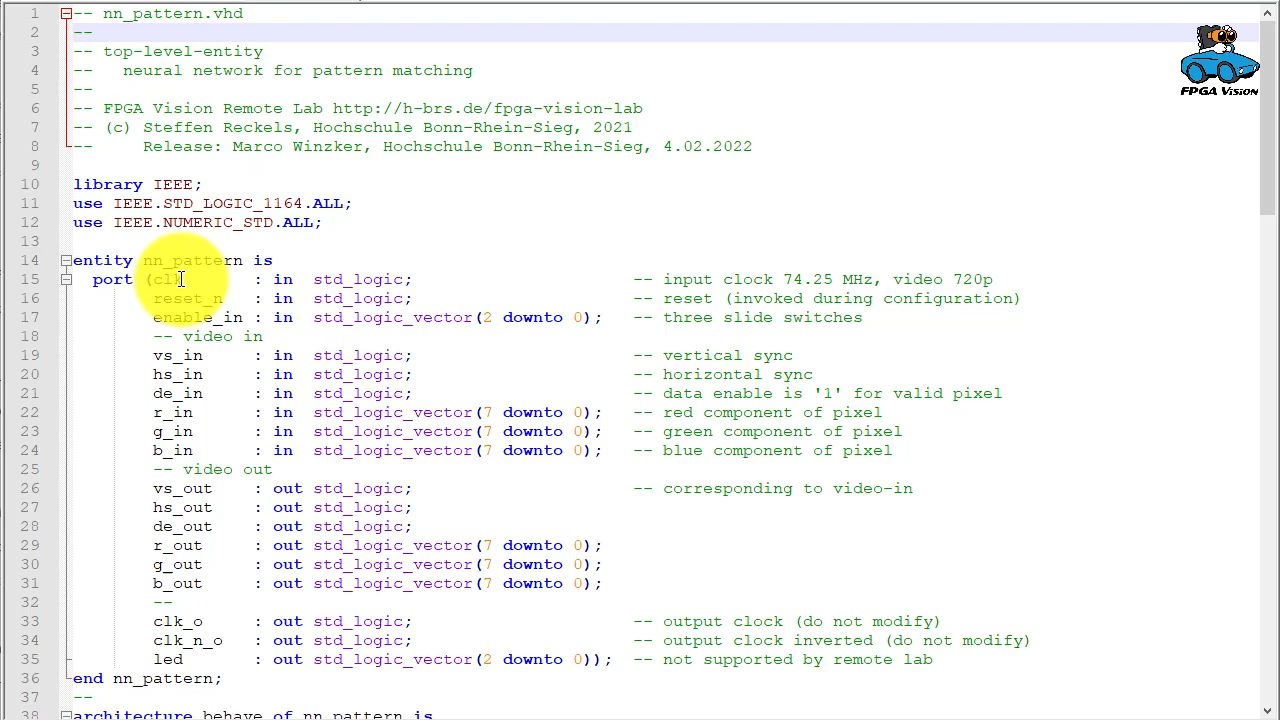 1 -- nn_pattern.vhd
2 --
3 -- top-level-entity
4 --   neural network for pattern matching
5 --
6 -- FPGA Vision Remote Lab http://h-brs.de/fpga-vision-lab
7 -- (c) Steffen Reckels, Hochschule Bonn-Rhein-Sieg, 2021
8 --     Release: Marco Winzker, Hochschule Bonn-Rhein-Sieg, 4.02.2022
9
10 library IEEE;
11 use IEEE.STD_LOGIC_1164.ALL;
12 use IEEE.NUMERIC_STD.ALL;
13
14 entity nn_pattern is
15   port (clk       : in  std_logic;                      -- input clock 74.25 MHz, video 720p
16         reset_n   : in  std_logic;                      -- reset (invoked during configuration)
17         enable_in : in  std_logic_vector(2 downto 0);   -- three slide switches
18         -- video in
19         vs_in     : in  std_logic;                      -- vertical sync
20         hs_in     : in  std_logic;                      -- horizontal sync
21         de_in     : in  std_logic;                      -- data enable is '1' for valid pixel
22         r_in      : in  std_logic_vector(7 downto 0);   -- red component of pixel
23         g_in      : in  std_logic_vector(7 downto 0);   -- green component of pixel
24         b_in      : in  std_logic_vector(7 downto 0);   -- blue component of pixel
25         -- video out
26         vs_out    : out std_logic;                      -- corresponding to video-in
27         hs_out    : out std_logic;
28         de_out    : out std_logic;
29         r_out     : out std_logic_vector(7 downto 0);
30         g_out     : out std_logic_vector(7 downto 0);
31         b_out     : out std_logic_vector(7 downto 0);
32         --
33         clk_o     : out std_logic;                      -- output clock (do not modify)
34         clk_n_o   : out std_logic;                      -- output clock inverted (do not modify)
35         led       : out std_logic_vector(2 downto 0));  -- not supported by remote lab
36 end nn_pattern;
37 --
38 architecture behave of nn_pattern is
FPGA Vision